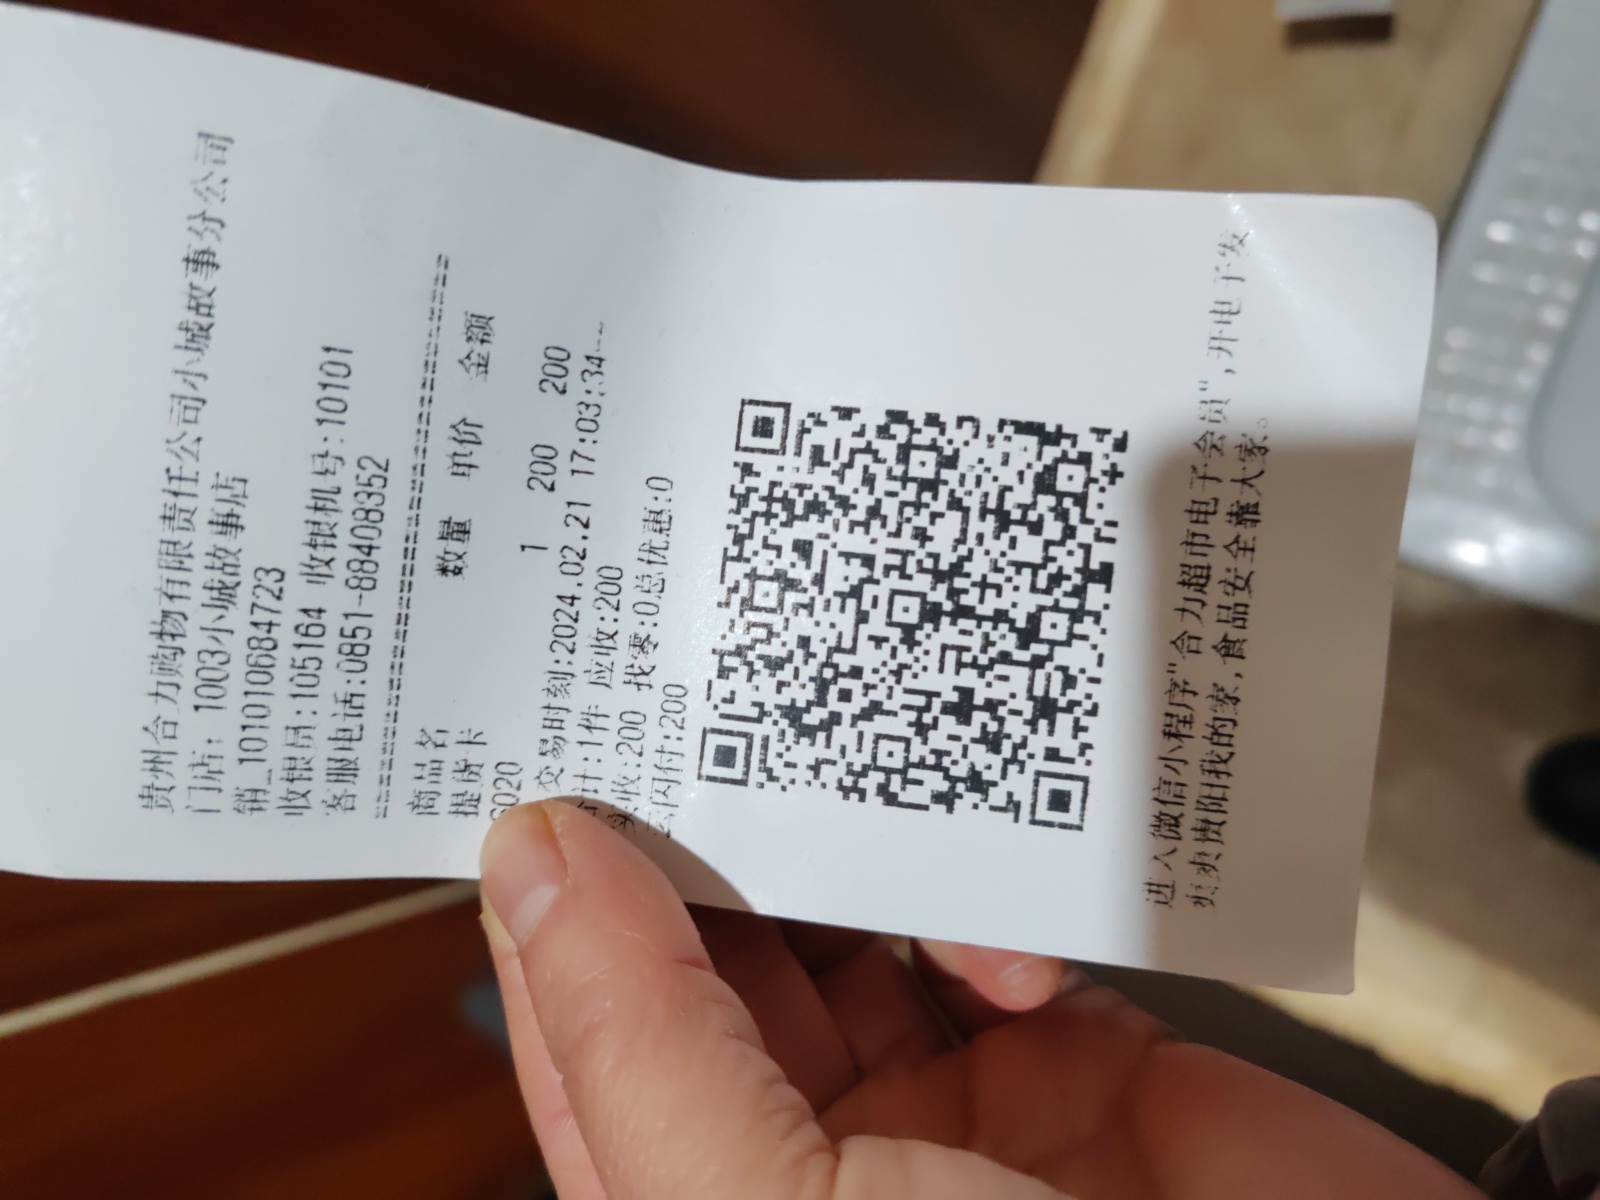 贵州合力购物有限责任公司小城故事分公司
门店: 1003小城故事店
销_101010684723
收银员:105164 收银机号:10101
客服电话:0851-88408352
商品名 数量 单价 金额
提货卡
6020 1 200 200
交易时刻:2024.02.21 17:03:34
合计:1件 应收:200
实收:200 找零:0总优惠:0
云闪付:200
进入微信小程序"合力超市电子会员",开电子发
爽爽贵阳我的家,食品安全靠大家。